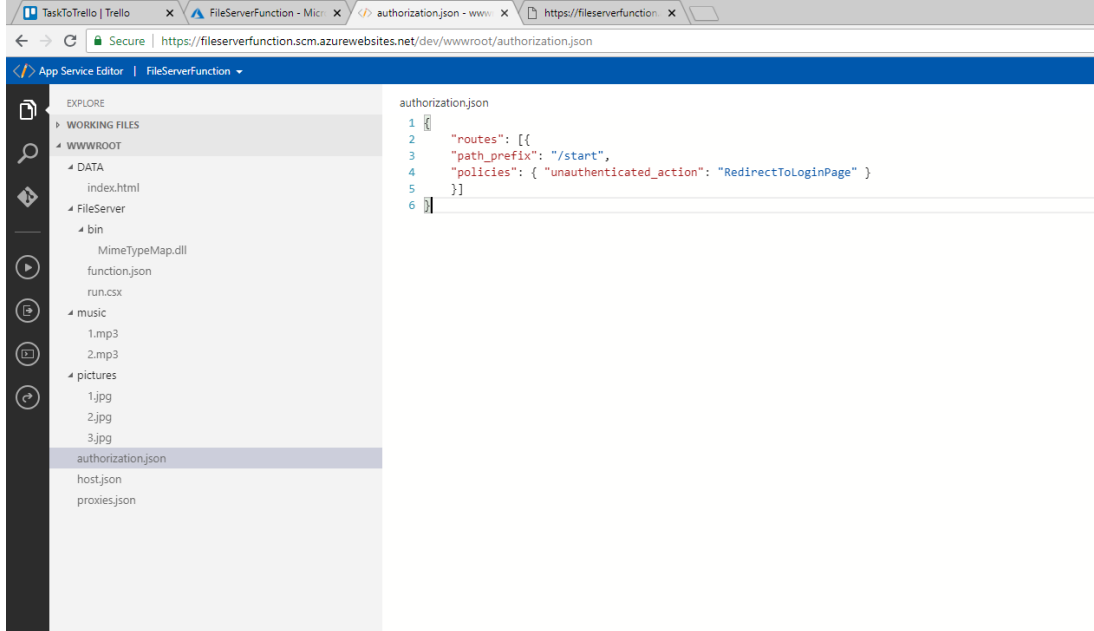 TaskToTrello | Trello
FileServerFunction - Micr
authorization.json - www
https://fileserverfunction.
Secure | https://fileserverfunction.scm.azurewebsites.net/dev/wwwroot/authorization.json
App Service Editor | FileServerFunction
EXPLORE
WORKING FILES
WWWROOT
DATA
index.html
FileServer
bin
MimeTypeMap.dll
function.json
run.csx
music
1.mp3
2.mp3
pictures
1.jpg
2.jpg
3.jpg
authorization.json
host.json
proxies.json
authorization.json
1 {
2 "routes": [{
3 "path_prefix": "/start",
4 "policies": { "unauthenticated_action": "RedirectToLoginPage" }
5 }]
6 }